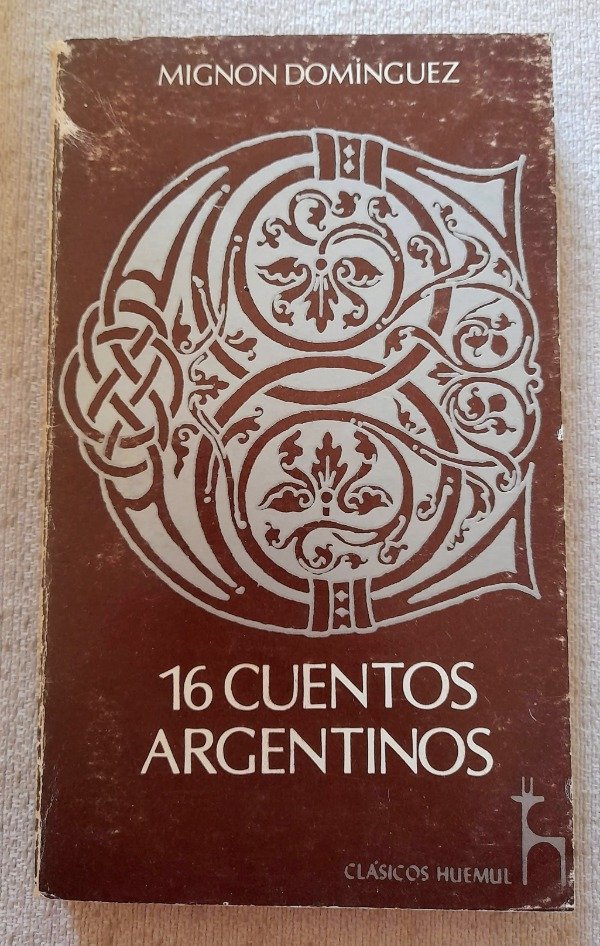 MIGNON DOMÍNGUEZ
16 CUENTOS
ARGENTINOS
CLÁSICOS HUEMUL